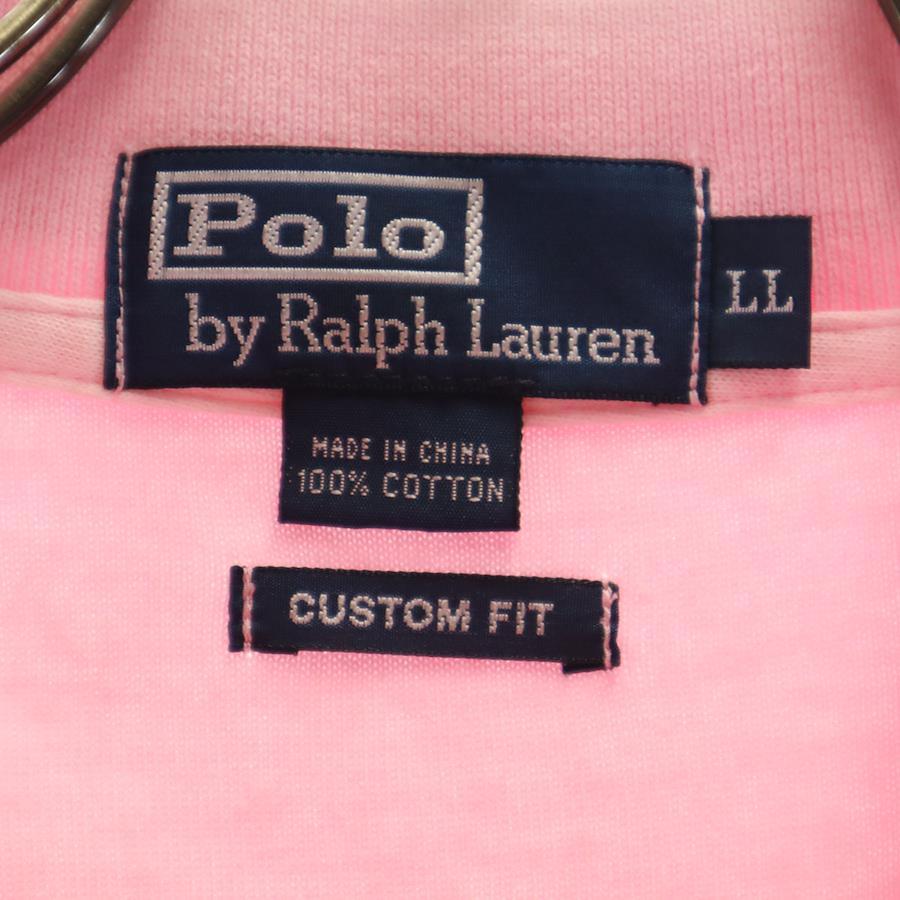 Polo
by Ralph Lauren
LL
MADE IN CHINA
100% COTTON
CUSTOM FIT